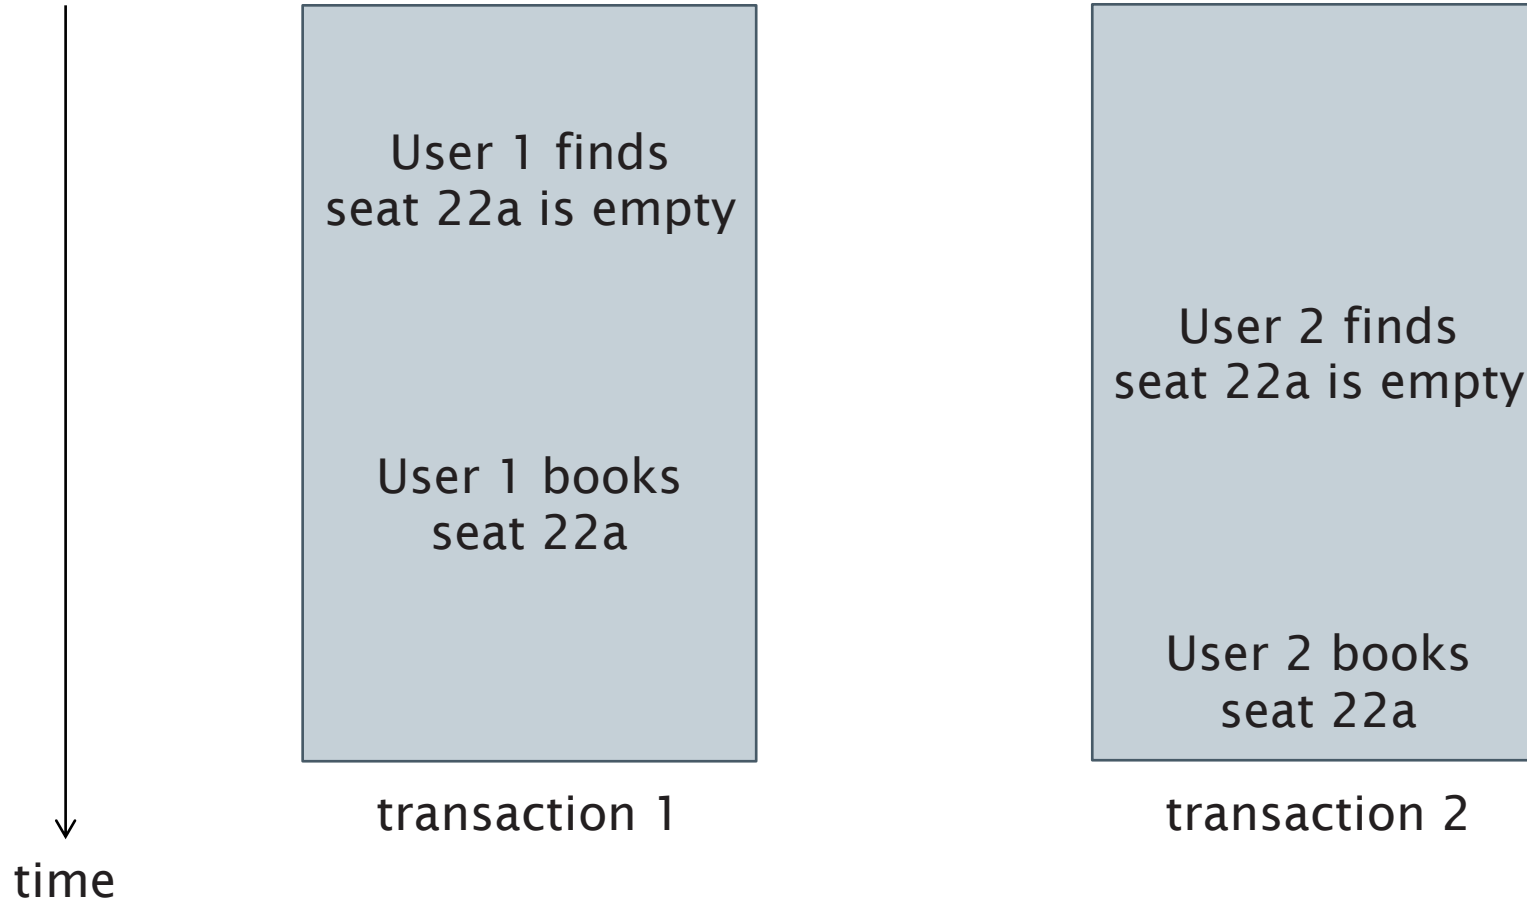 User 1 finds
seat 22a is empty
User 1 books
seat 22a
transaction 1
User 2 finds
seat 22a is empty
User 2 books
seat 22a
transaction 2
time